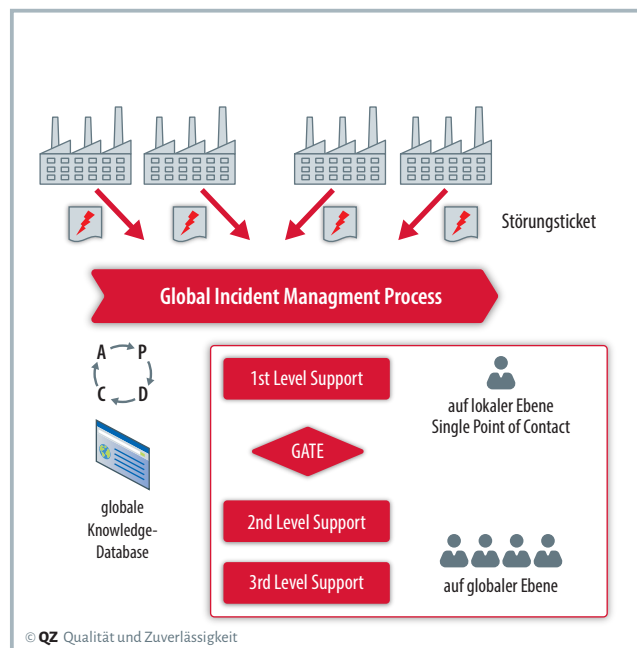 Störungsticket
Global Incident Managment Process
A P
C D
1st Level Support
auf lokaler Ebene
Single Point of Contact
GATE
globale
Knowledge-
Database
2nd Level Support
3rd Level Support
auf globaler Ebene
© QZ Qualität und Zuverlässigkeit